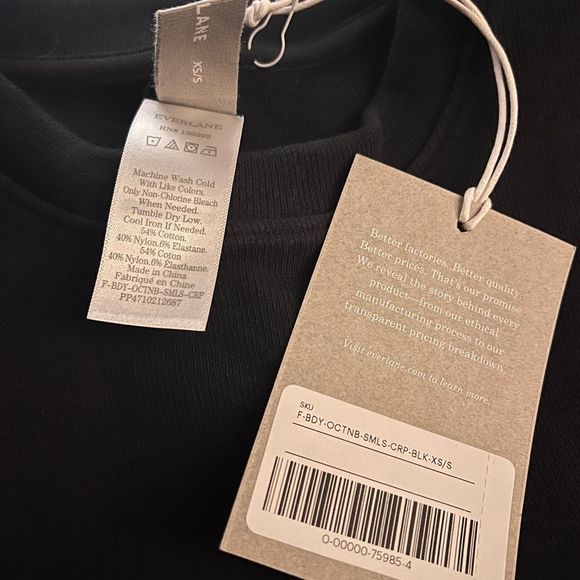 LANE
XS/S
EVERLANE
RN# 139393
Machine Wash Cold
With Like Colors.
Only Non-Chlorine Bleach
When Needed.
Tumble Dry Low.
Cool Iron If Needed.
54% Cotton.
40% Nylon.6% Elastane.
54% Coton
40% Nylon.6% Elasthanne.
Made in China
Fabriqué en Chine
F-BDY-OCTNB-SMLS-CRP
PP4710212687
Better factories. Better quality.
Better prices. That's our promise.
We reveal the story behind every
product—from our ethical
manufacturing process to our
transparent pricing breakdown.
Visit everlane.com to learn more.
SKU
F-BDY-OCTNB-SMLS-CRP-BLK-XS/S
0-00000-75985-4